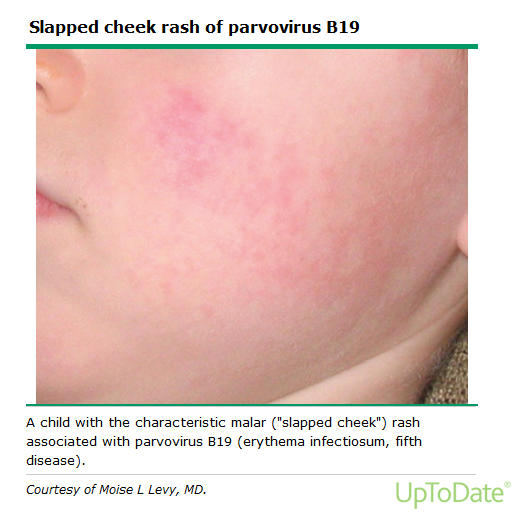 Slapped cheek rash of parvovirus B19
A child with the characteristic malar ("slapped cheek") rash
associated with parvovirus B19 (erythema infectiosum, fifth
disease).
Courtesy of Moise L Levy, MD.
UpToDate®